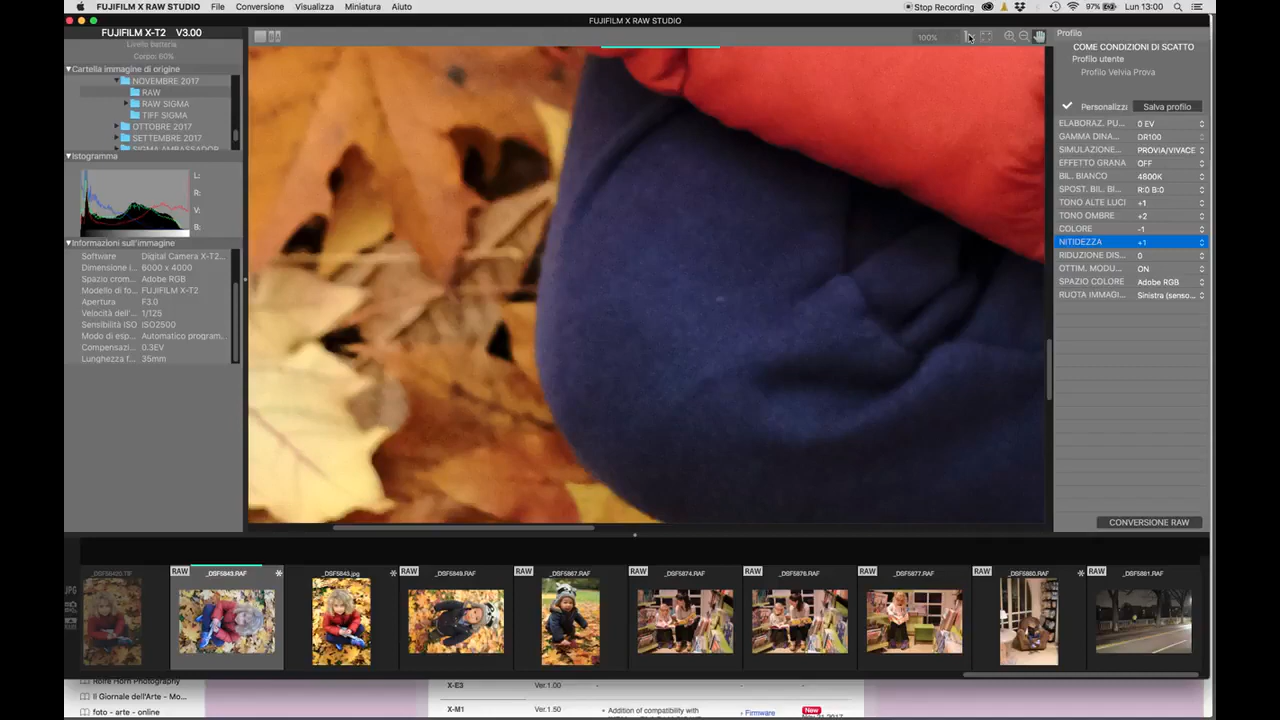 FUJIFILM X RAW STUDIO File Conversione Visualizza Miniatura Aiuto Stop Recording 97% Lun 13:00
FUJIFILM X RAW STUDIO
FUJIFILM X-T2 V3.00
Livello Batteria
Corpo: 60%
Cartella immagine di origine
NOVEMBRE 2017
RAW
RAW SIGMA
TIFF SIGMA
OTTOBRE 2017
SETTEMBRE 2017
SIGMA AMBASSADOR
Istogramma
L:
R:
V:
B:
Informazioni sull'immagine
Software Digital Camera X-T2...
Dimensione i... 6000 x 4000
Spazio crom... Adobe RGB
Modello di fo... FUJIFILM X-T2
Apertura F3.0
Velocità dell'... 1/125
Sensibilità ISO ISO2500
Modo di esp... Automatico program...
Compensazi... 0.3EV
Lunghezza f... 35mm
100%
Profilo
COME CONDIZIONI DI SCATTO
Profilo utente
Profilo Velvia Prova
Personalizzi Salva profilo
ELABORAZ. PU... 0 EV
GAMMA DINA... DR100
SIMULAZIONE... PROVIA/VIVACE
EFFETTO GRANA OFF
BIL. BIANCO 4800K
SPOST. BIL. BI... R:0 B:0
TONO ALTE LUCI +1
TONO OMBRE +2
COLORE -1
NITIDEZZA +1
RIDUZIONE DIS... 0
OTTIM. MODU... ON
SPAZIO COLORE Adobe RGB
RUOTA IMMAGI... Sinistra (senso...
CONVERSIONE RAW
_DSF5842G.TIF
RAW _DSF5843.RAF
_DSF5843.jpg
RAW _DSF5849.RAF
RAW _DSF5867.RAF
RAW _DSF5874.RAF
RAW _DSF5876.RAF
RAW _DSF5877.RAF
RAW _DSF5880.RAF
RAW _DSF5881.RAF
JPG
Rolfe Horn Photography
Il Giornale dell'Arte - Mo...
foto - arte - online
X-E3 Ver.1.00 - - -
X-M1 Ver.1.50 • Addition of compatibility with › Firmware New